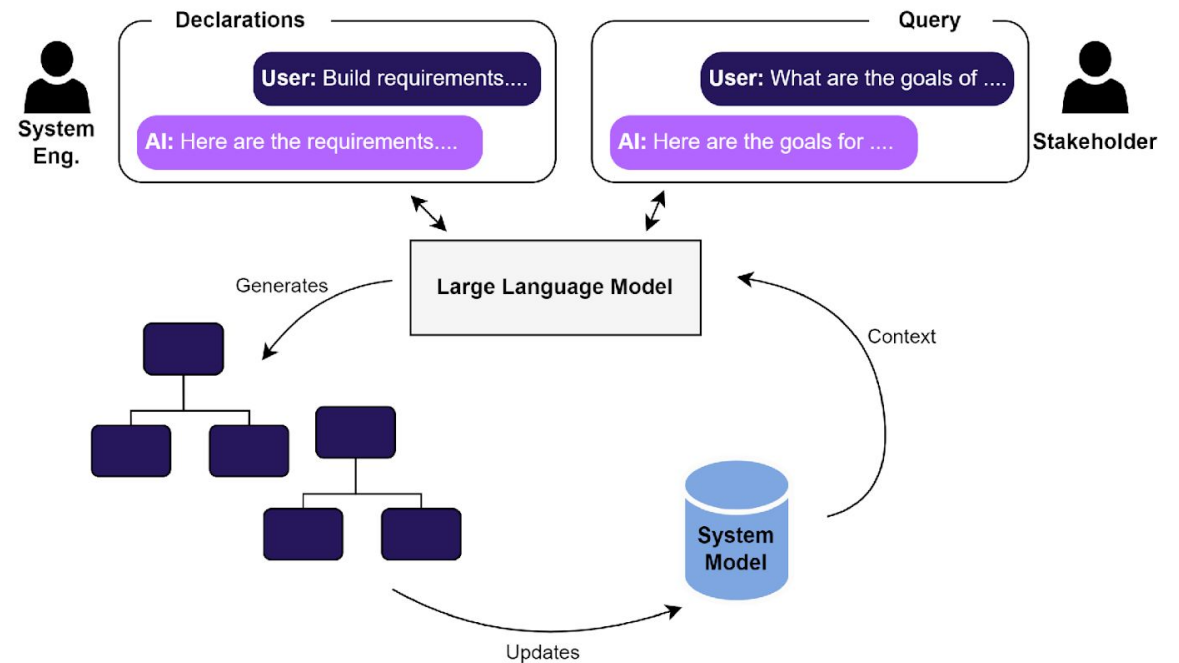 Declarations
Query
User: Build requirements....
AI: Here are the requirements....
System
Eng.
User: What are the goals of ....
AI: Here are the goals for ....
Stakeholder
Large Language Model
Generates
Context
System
Model
Updates